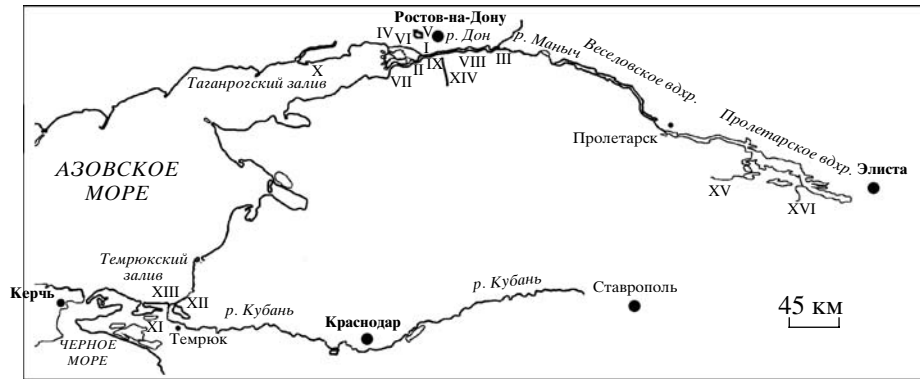 Ростов-на-Дону
IV VI V
I р. Дон
р. Маныч
Веселовское вдхр.
X
II IX VIII III
Таганрогский залив
VII
XIV
Пролетарское вдхр.
Пролетарск
АЗОВСКОЕ
МОРЕ
Элиста
XV
XVI
Темрюкский
залив
Керчь
XIII
XII
р. Кубань
р. Кубань
Ставрополь
45 км
XI
Темрюк
Краснодар
ЧЕРНОЕ
МОРЕ